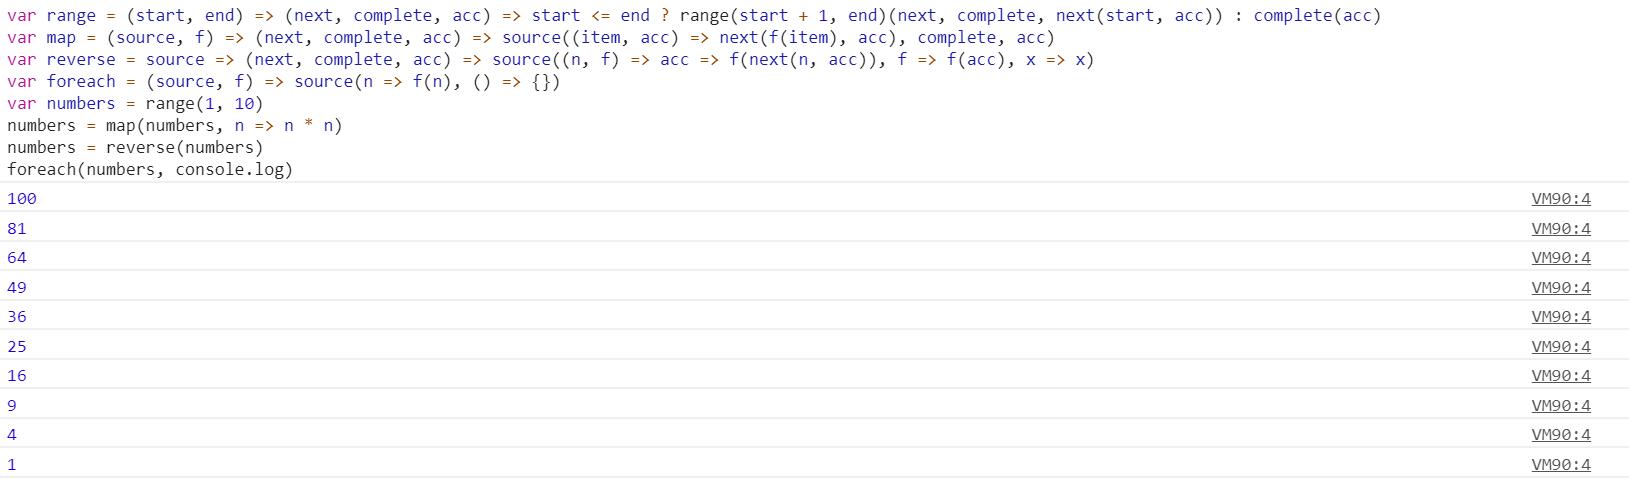 var range = (start, end) => (next, complete, acc) => start <= end ? range(start + 1, end)(next, complete, next(start, acc)) : complete(acc)
var map = (source, f) => (next, complete, acc) => source((item, acc) => next(f(item), acc), complete, acc)
var reverse = source => (next, complete, acc) => source((n, f) => acc => f(next(n, acc)), f => f(acc), x => x)
var foreach = (source, f) => source(n => f(n), () => {})
var numbers = range(1, 10)
numbers = map(numbers, n => n * n)
numbers = reverse(numbers)
foreach(numbers, console.log)
100 VM90:4
81 VM90:4
64 VM90:4
49 VM90:4
36 VM90:4
25 VM90:4
16 VM90:4
9 VM90:4
4 VM90:4
1 VM90:4